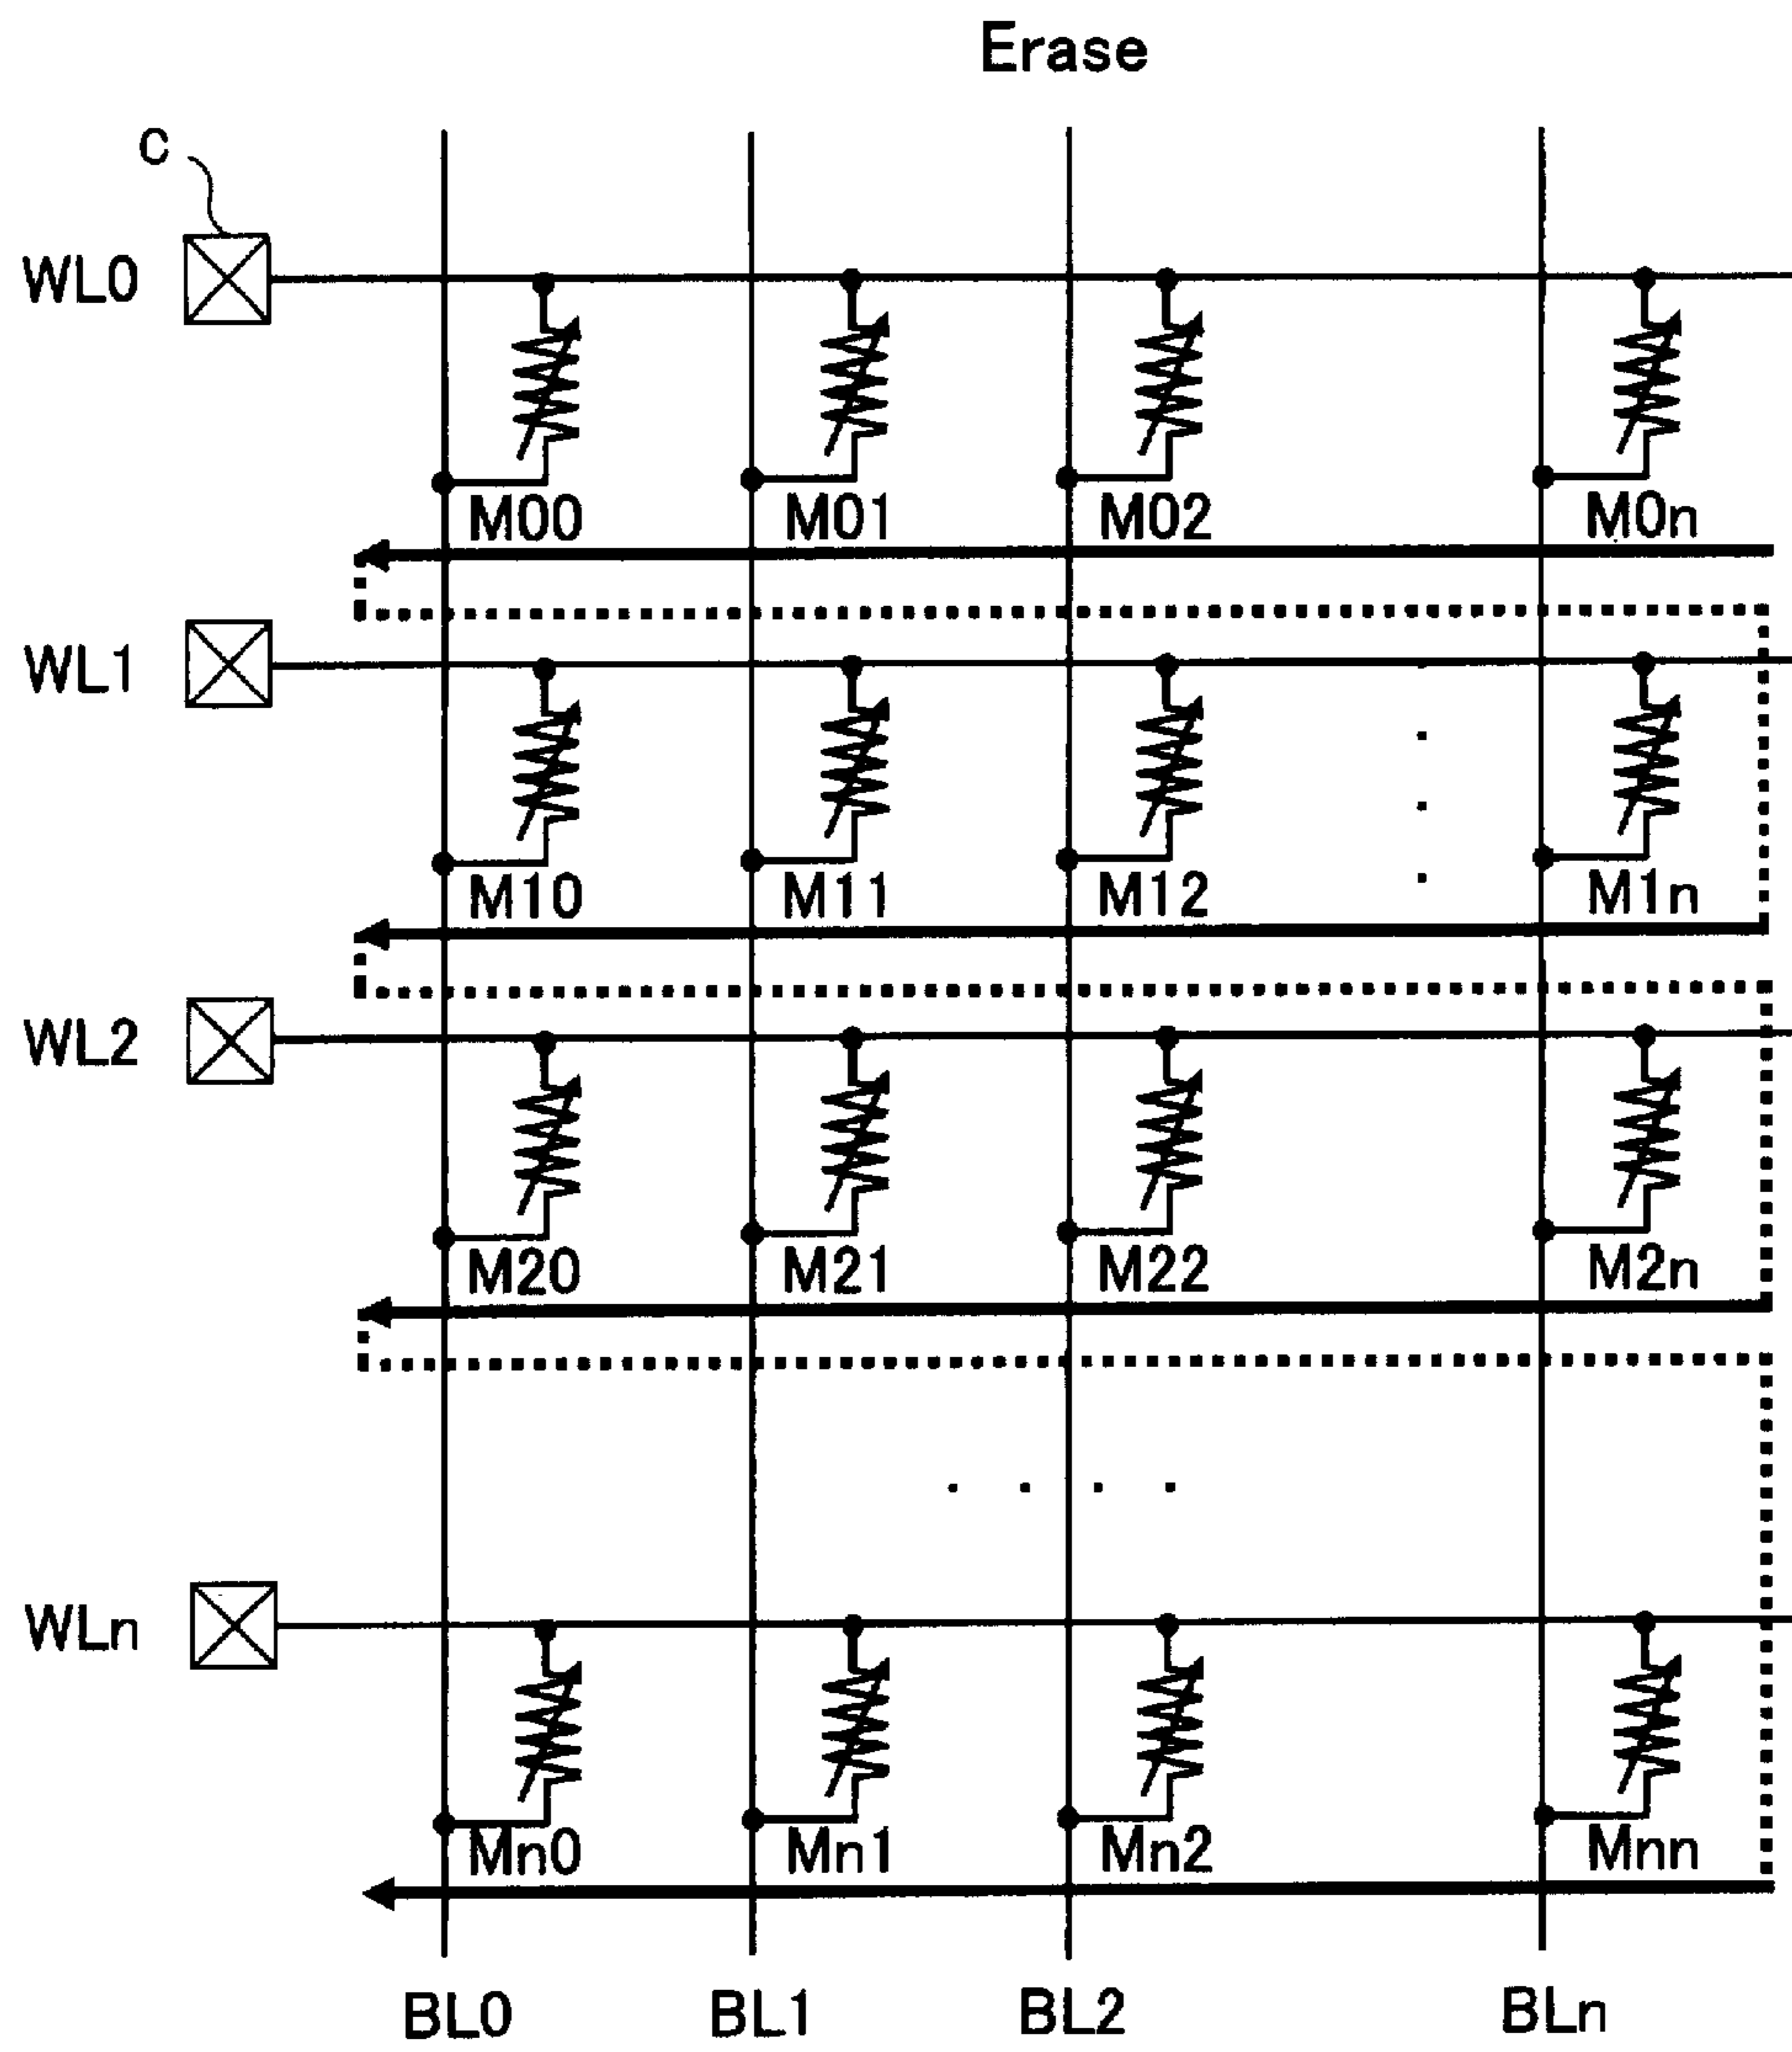 Erase
c
WL0
M00 M01 M02 M0n
WL1
M10 M11 M12 M1n
WL2
M20 M21 M22 M2n
WLn
Mn0 Mn1 Mn2 Mnn
BL0 BL1 BL2 BLn